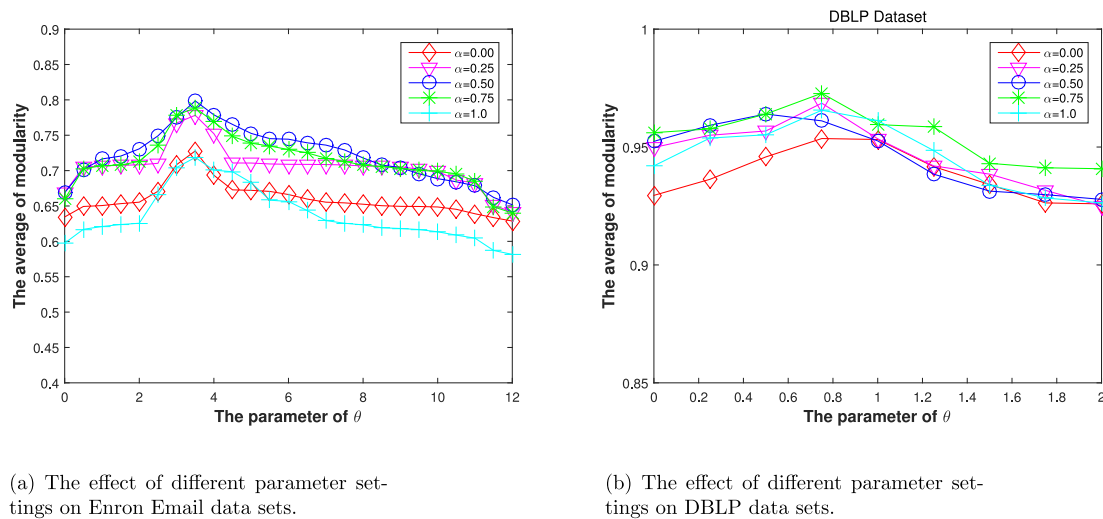 0.9
0.85
0.8
0.75
0.7
0.65
0.6
0.55
0.5
0.45
0.4
The average of modularity
0 2 4 6 8 10 12
The parameter of θ
α=0.00
α=0.25
α=0.50
α=0.75
α=1.0
(a) The effect of different parameter set-
tings on Enron Email data sets.
DBLP Dataset
1
0.95
0.9
0.85
The average of modularity
0 0.2 0.4 0.6 0.8 1 1.2 1.4 1.6 1.8 2
The parameter of θ
α=0.00
α=0.25
α=0.50
α=0.75
α=1.0
(b) The effect of different parameter set-
tings on DBLP data sets.